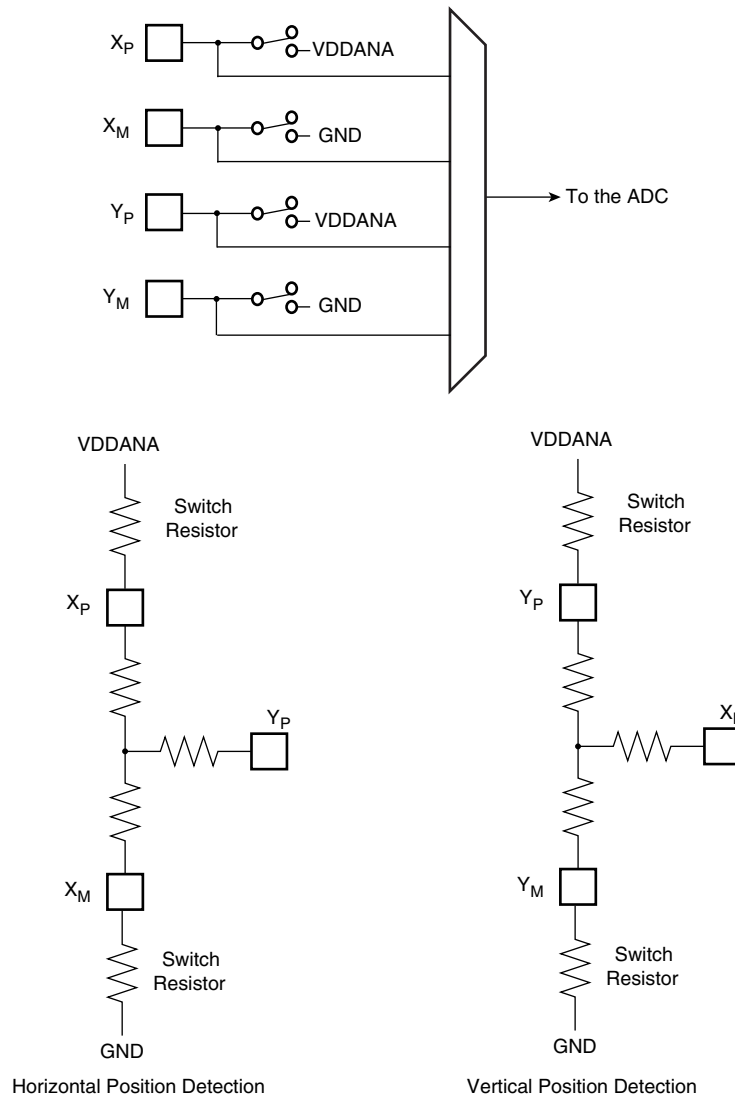 XP
VDDANA
XM
GND
YP
VDDANA
YM
GND
To the ADC
VDDANA
Switch
Resistor
XP
YP
XM
Switch
Resistor
GND
Horizontal Position Detection
VDDANA
Switch
Resistor
YP
YM
Switch
Resistor
GND
Vertical Position Detection